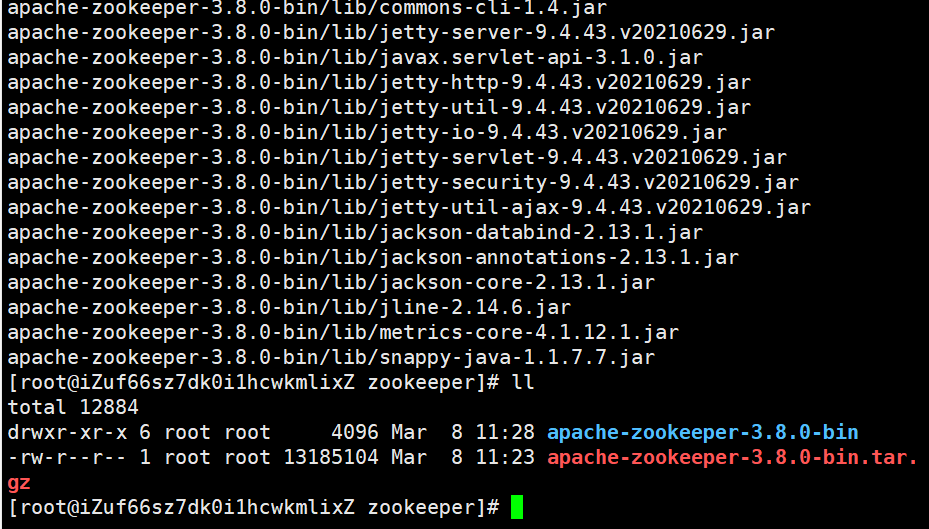 apache-zookeeper-3.8.0-bin/lib/commons-cli-1.4.jar
apache-zookeeper-3.8.0-bin/lib/jetty-server-9.4.43.v20210629.jar
apache-zookeeper-3.8.0-bin/lib/javax.servlet-api-3.1.0.jar
apache-zookeeper-3.8.0-bin/lib/jetty-http-9.4.43.v20210629.jar
apache-zookeeper-3.8.0-bin/lib/jetty-util-9.4.43.v20210629.jar
apache-zookeeper-3.8.0-bin/lib/jetty-io-9.4.43.v20210629.jar
apache-zookeeper-3.8.0-bin/lib/jetty-servlet-9.4.43.v20210629.jar
apache-zookeeper-3.8.0-bin/lib/jetty-security-9.4.43.v20210629.jar
apache-zookeeper-3.8.0-bin/lib/jetty-util-ajax-9.4.43.v20210629.jar
apache-zookeeper-3.8.0-bin/lib/jackson-databind-2.13.1.jar
apache-zookeeper-3.8.0-bin/lib/jackson-annotations-2.13.1.jar
apache-zookeeper-3.8.0-bin/lib/jackson-core-2.13.1.jar
apache-zookeeper-3.8.0-bin/lib/jline-2.14.6.jar
apache-zookeeper-3.8.0-bin/lib/metrics-core-4.1.12.1.jar
apache-zookeeper-3.8.0-bin/lib/snappy-java-1.1.7.7.jar
[root@iZuf66sz7dk0i1hcwkmlixZ zookeeper]# ll
total 12884
drwxr-xr-x 6 root root     4096 Mar  8 11:28 apache-zookeeper-3.8.0-bin
-rw-r--r-- 1 root root 13185104 Mar  8 11:23 apache-zookeeper-3.8.0-bin.tar.
gz
[root@iZuf66sz7dk0i1hcwkmlixZ zookeeper]#